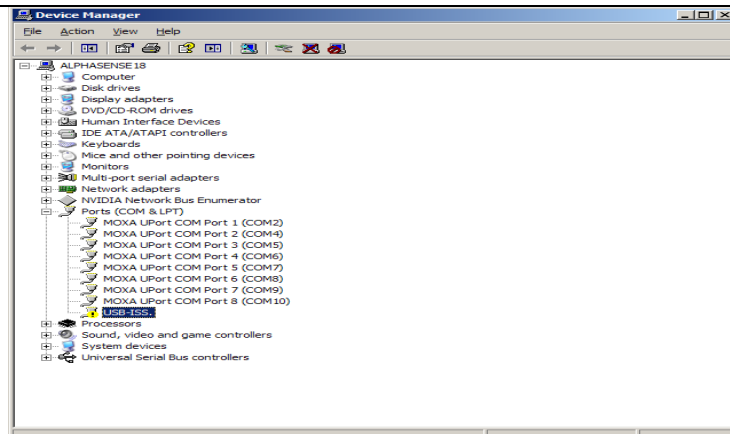 Device Manager
File Action View Help
ALPHASENSE18
Computer
Disk drives
Display adapters
DVD/CD-ROM drives
Human Interface Devices
IDE ATA/ATAPI controllers
Keyboards
Mice and other pointing devices
Monitors
Multi-port serial adapters
Network adapters
NVIDIA Network Bus Enumerator
Ports (COM & LPT)
MOXA UPort COM Port 1 (COM2)
MOXA UPort COM Port 2 (COM4)
MOXA UPort COM Port 3 (COM5)
MOXA UPort COM Port 4 (COM6)
MOXA UPort COM Port 5 (COM7)
MOXA UPort COM Port 6 (COM8)
MOXA UPort COM Port 7 (COM9)
MOXA UPort COM Port 8 (COM10)
USB-ISS.
Processors
Sound, video and game controllers
System devices
Universal Serial Bus controllers